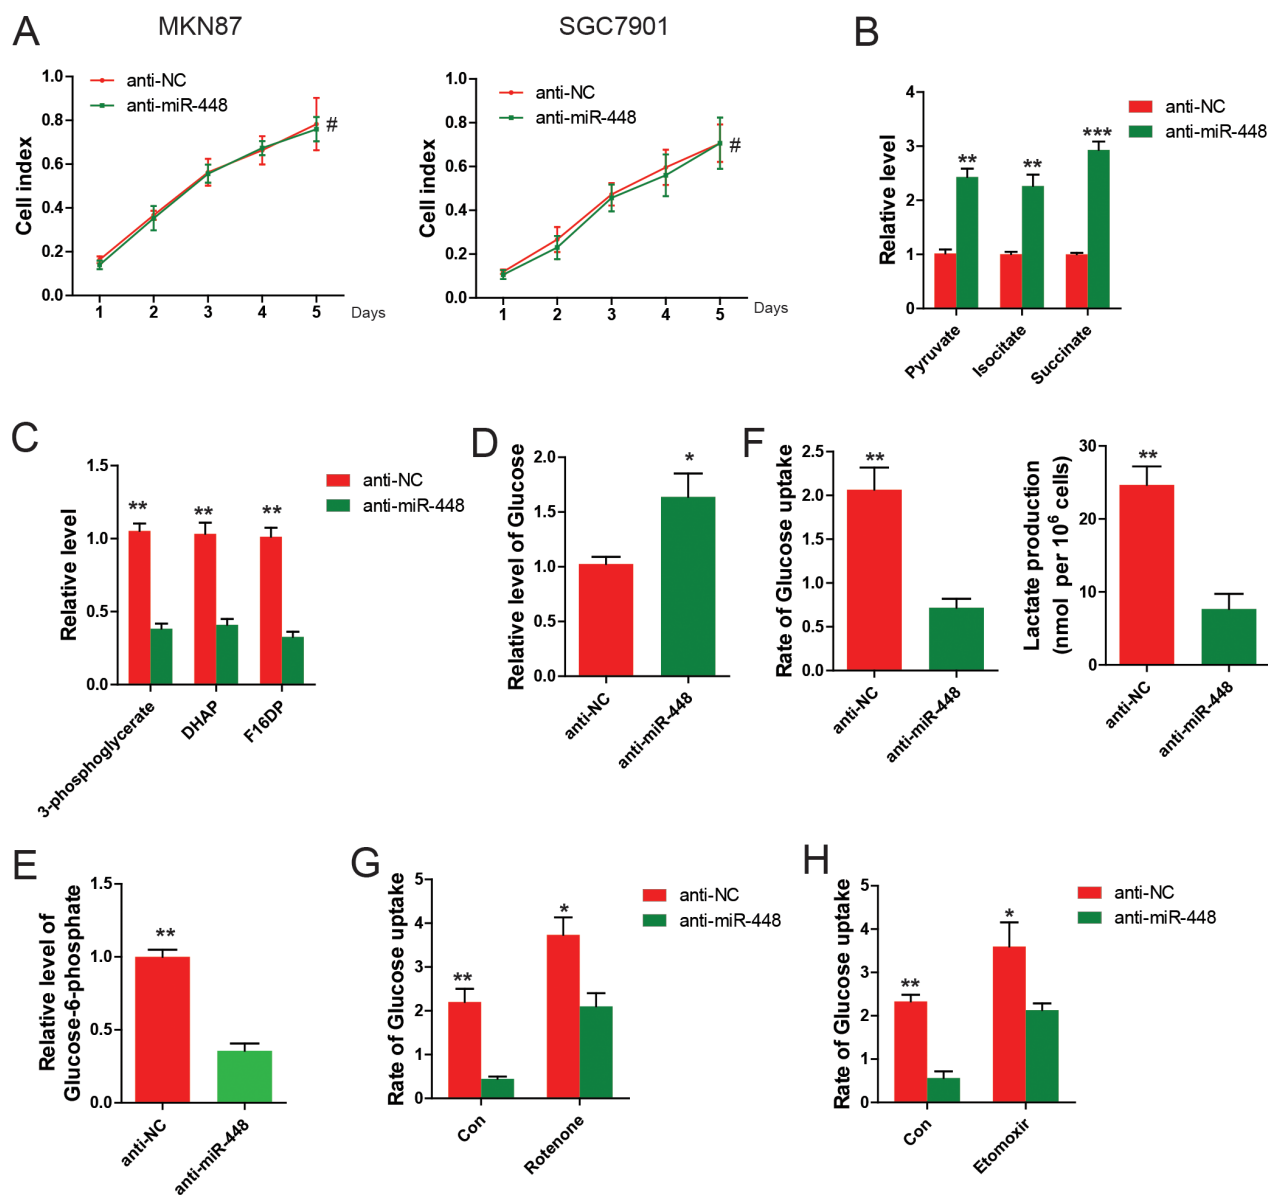 A
MKN87
SGC7901
1.0
0.8
0.6
0.4
0.2
0.0
Cell index
anti-NC
anti-miR-448
#
1 2 3 4 5 Days
1.0
0.8
0.6
0.4
0.2
0.0
Cell index
anti-NC
anti-miR-448
#
1 2 3 4 5 Days
B
4
3
2
1
0
Relative level
** ** ***
anti-NC
anti-miR-448
Pyruvate
Isocitate
Succinate
C
1.5
1.0
0.5
0.0
Relative level
** ** **
anti-NC
anti-miR-448
3-phosphoglycerate
DHAP
F16DP
D
2.0
1.5
1.0
0.5
0.0
Relative level of Glucose
*
anti-NC
anti-miR-448
F
2.5
2.0
1.5
1.0
0.5
0.0
Rate of Glucose uptake
**
anti-NC
anti-miR-448
30
20
10
0
Lactate production
(nmol per 10⁶ cells)
**
anti-NC
anti-miR-448
E
1.5
1.0
0.5
0.0
Relative level of
Glucose-6-phosphate
**
anti-NC
anti-miR-448
G
5
4
3
2
1
0
Rate of Glucose uptake
** *
anti-NC
anti-miR-448
Con
Rotenone
H
5
4
3
2
1
0
Rate of Glucose uptake
** *
anti-NC
anti-miR-448
Con
Etomoxir